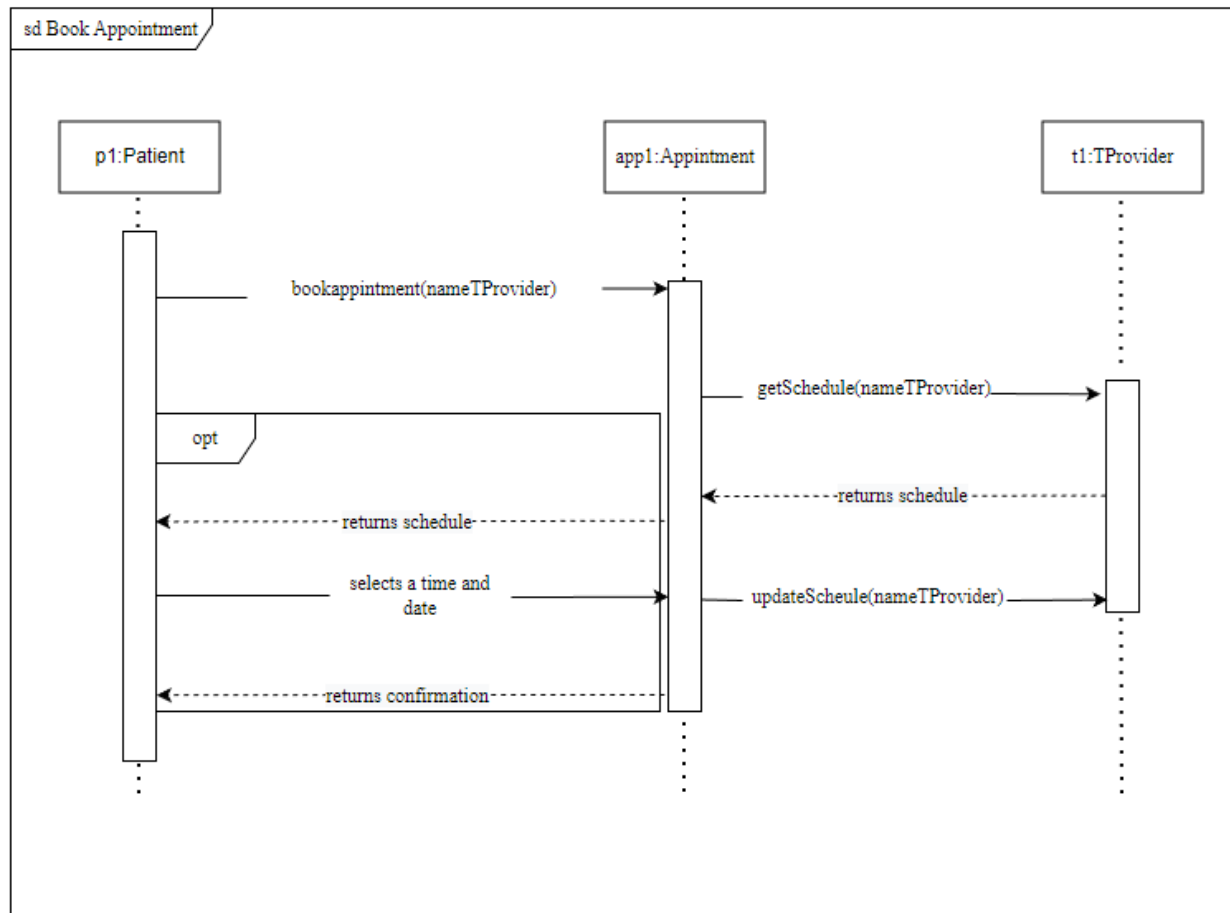 sd Book Appointment
p1:Patient
app1:Appintment
t1:TProvider
bookappintment(nameTProvider)
getSchedule(nameTProvider)
opt
returns schedule
returns schedule
selects a time and
date
updateScheule(nameTProvider)
returns confirmation